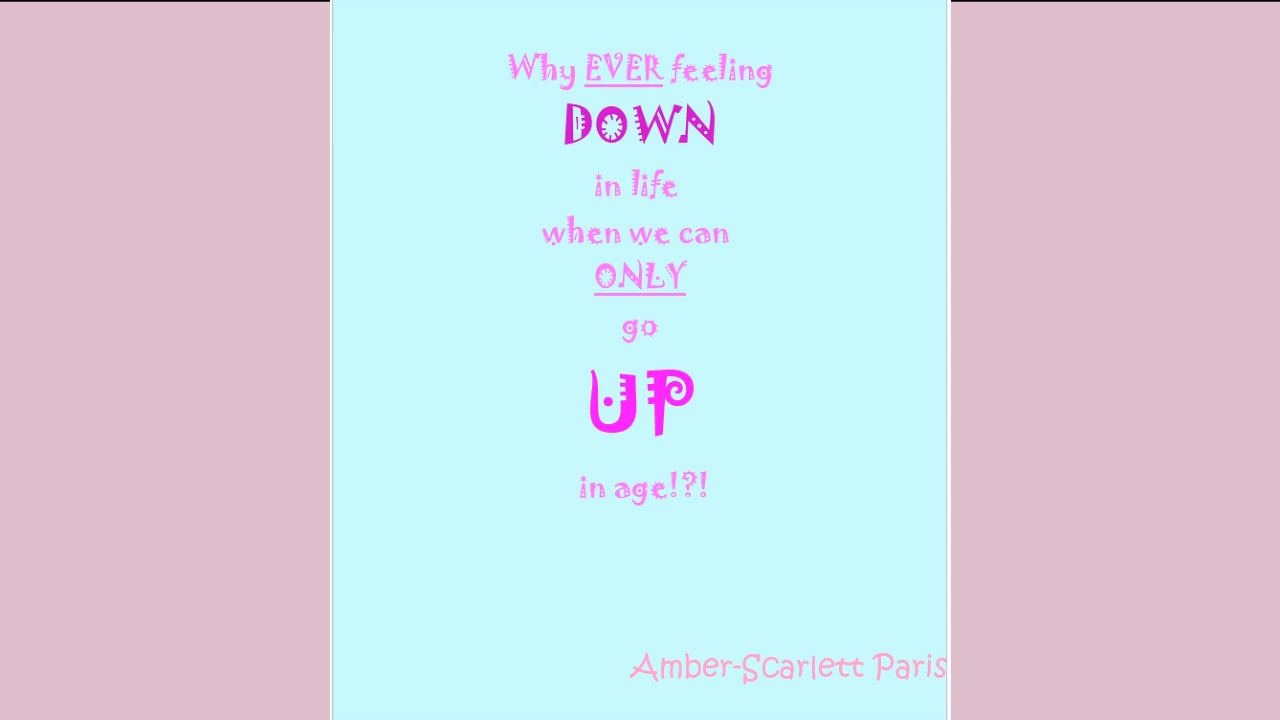 Why EVER feeling
DOWN
in life
when we can
ONLY
go
UP
in age!?!
Amber-Scarlett Paris